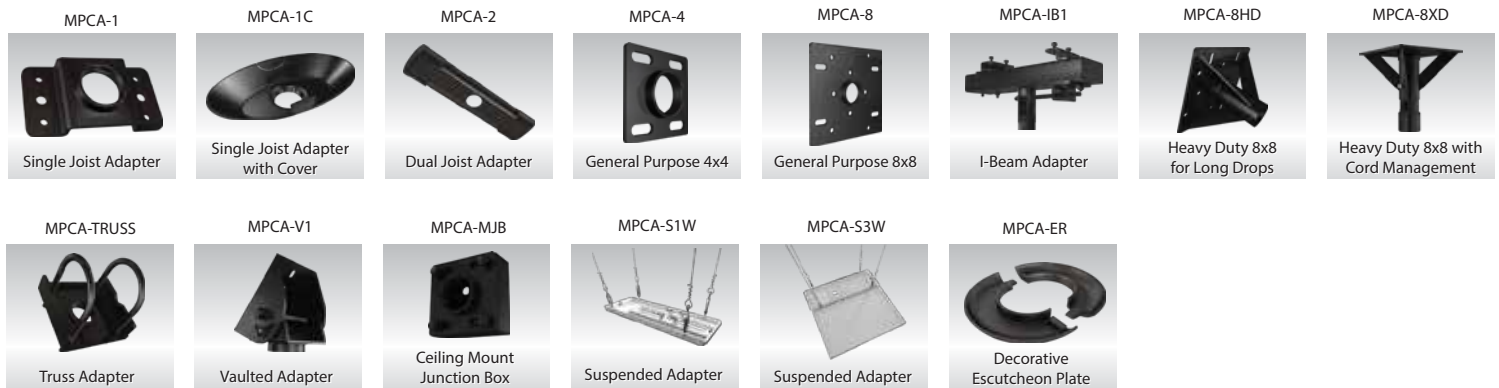 MPCA-1
MPCA-1C
MPCA-2
MPCA-4
MPCA-8
MPCA-IB1
MPCA-8HD
MPCA-8XD
Single Joist Adapter
Single Joist Adapter
with Cover
Dual Joist Adapter
General Purpose 4x4
General Purpose 8x8
I-Beam Adapter
Heavy Duty 8x8
for Long Drops
Heavy Duty 8x8 with
Cord Management
MPCA-TRUSS
MPCA-V1
MPCA-MJB
MPCA-S1W
MPCA-S3W
MPCA-ER
Truss Adapter
Vaulted Adapter
Ceiling Mount
Junction Box
Suspended Adapter
Suspended Adapter
Decorative
Escutcheon Plate